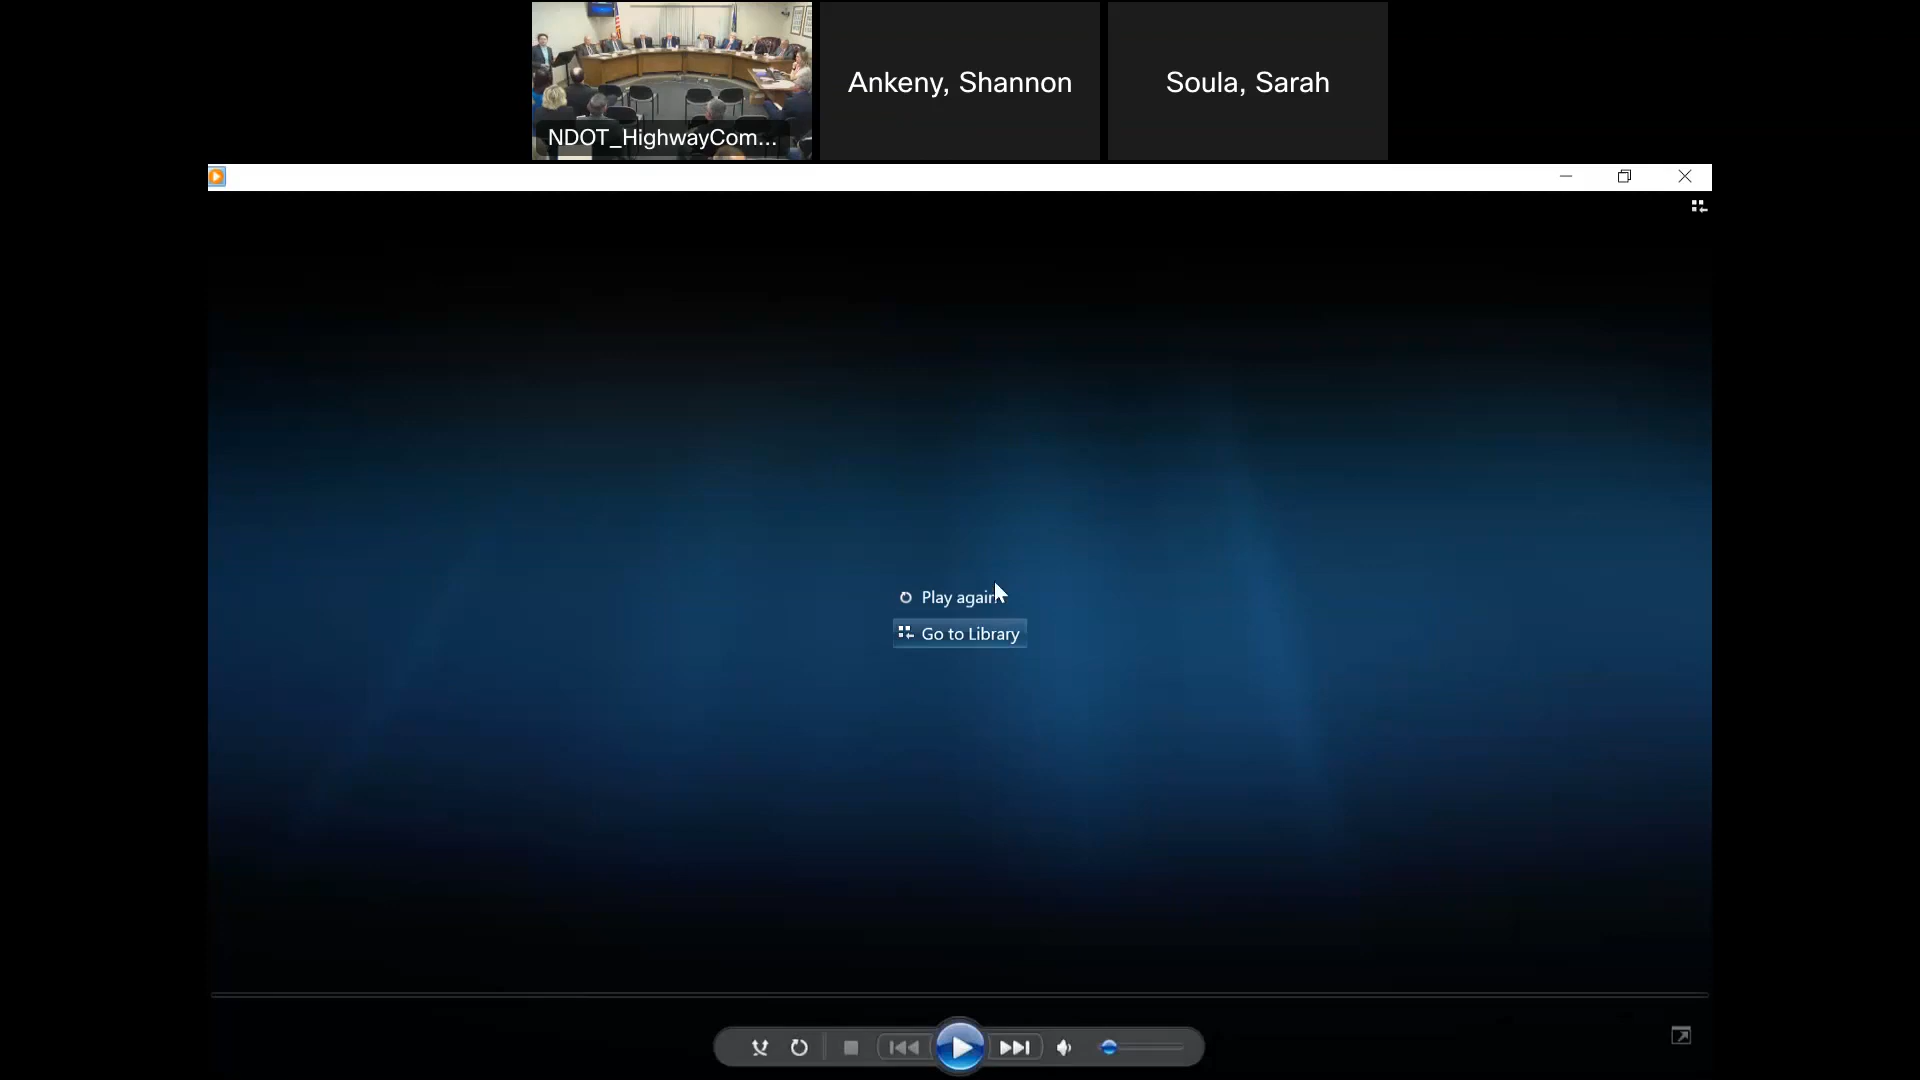 NDOT_HighwayCom...
Ankeny, Shannon
Soula, Sarah
Play again
Go to Library